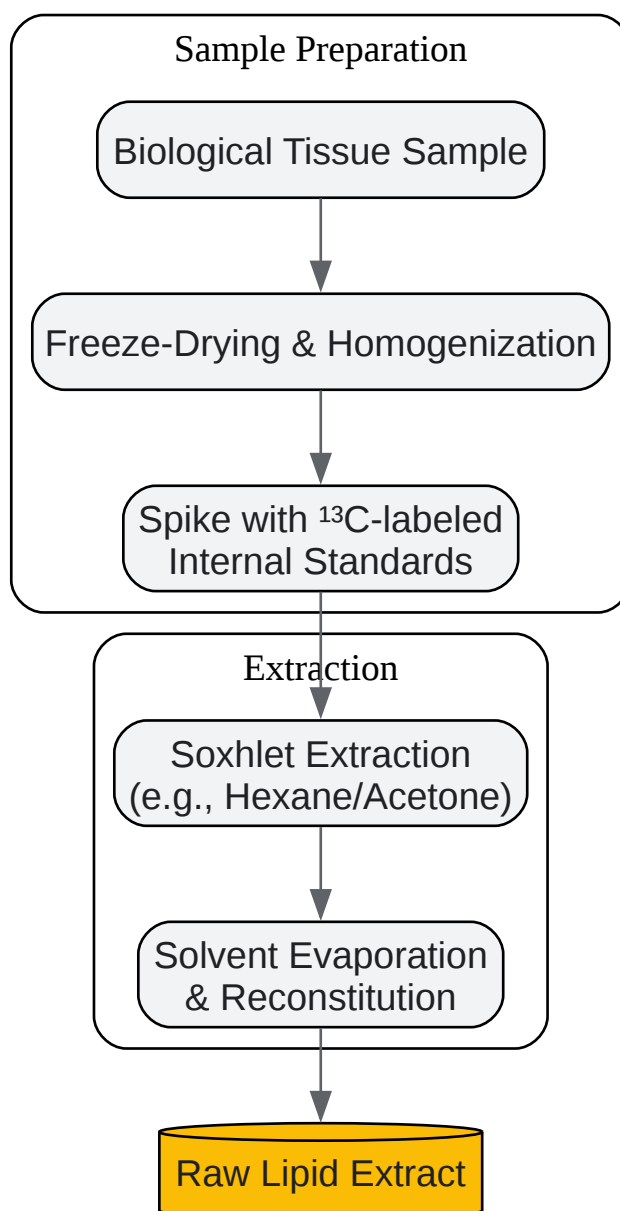 Sample Preparation
Biological Tissue Sample
Freeze-Drying & Homogenization
Spike with ¹³C-labeled
Internal Standards
Extraction
Soxhlet Extraction
(e.g., Hexane/Acetone)
Solvent Evaporation
& Reconstitution
Raw Lipid Extract